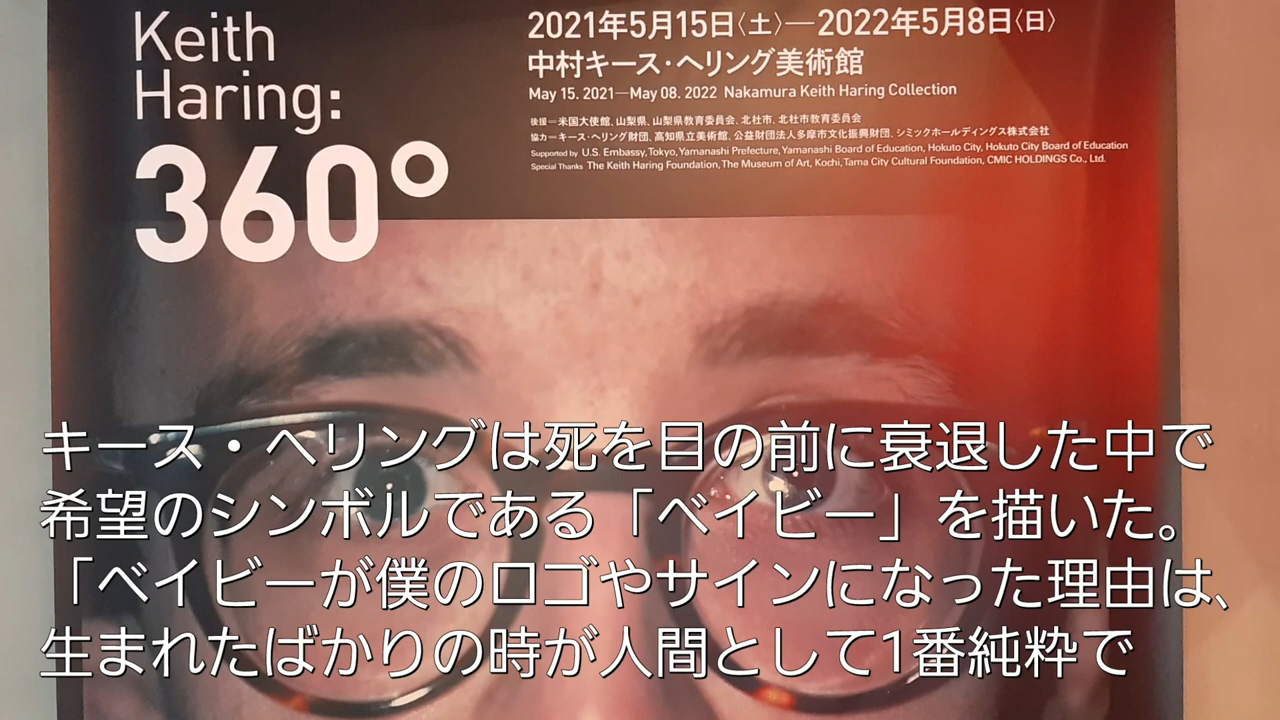 Keith
Haring:
360°
2021年5月15日〈土〉—2022年5月8日〈日〉
中村キース・ヘリング美術館
May 15. 2021—May 08. 2022 Nakamura Keith Haring Collection
後援=米国大使館、山梨県、山梨県教育委員会、北杜市、北杜市教育委員会
協力=キース・ヘリング財団、高知県立美術館、公益財団法人多摩市文化振興財団、シミックホールディングス株式会社
Supported by U.S. Embassy, Tokyo, Yamanashi Prefecture, Yamanashi Board of Education, Hokuto City, Hokuto City Board of Education
Special Thanks The Keith Haring Foundation, The Museum of Art, Kochi, Tama City Cultural Foundation, CMIC HOLDINGS Co., Ltd.
キース・ヘリングは死を目の前に衰退した中で
希望のシンボルである「ベイビー」を描いた。
「ベイビーが僕のロゴやサインになった理由は、
生まれたばかりの時が人間として1番純粋で